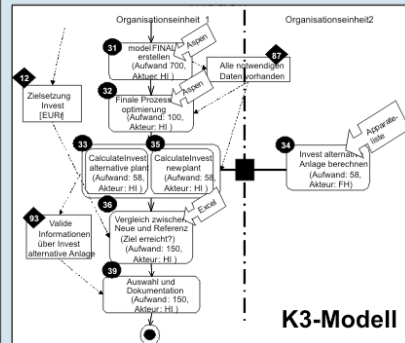 Organisationseinheit 1
Organisationseinheit2
31
model FINAL
erstellen
(Aufwand 700,
Akteur: HI )
Aspen
87
Alle notwendigen
Daten vorhanden
12
Zielsetzung
Invest
[EUR]
32
Finale Prozess
optimierung
(Aufwand: 100,
Akteur: HI )
Aspen
33
CalculateInvest
alternative plant
(Aufwand: 58,
Akteur: HI )
35
CalculateInvest
newplant
(Aufwand: 58,
Akteur: HI )
34
Invest alternative
Anlage berechnen
(Aufwand: 58,
Akteur: FH)
Apparate-
liste
93
Valide
Informationen
über Invest
alternative Anlage
36
Vergleich zwischen
Neue und Referenz
(Ziel erreicht?)
(Aufwand: 150,
Akteur: HI )
Excel
39
Auswahl und
Dokumentation
(Aufwand: 150,
Akteur: HI )
K3-Modell